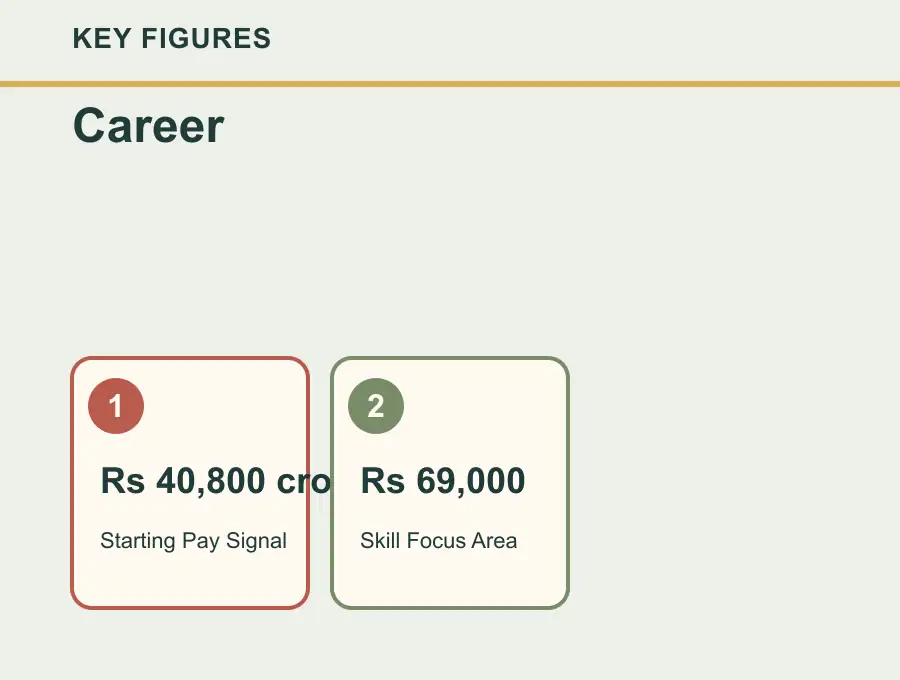 KEY FIGURES
Career
1
2
Rs 40,800 cro
Rs 69,000
Starting Pay Signal
Skill Focus Area